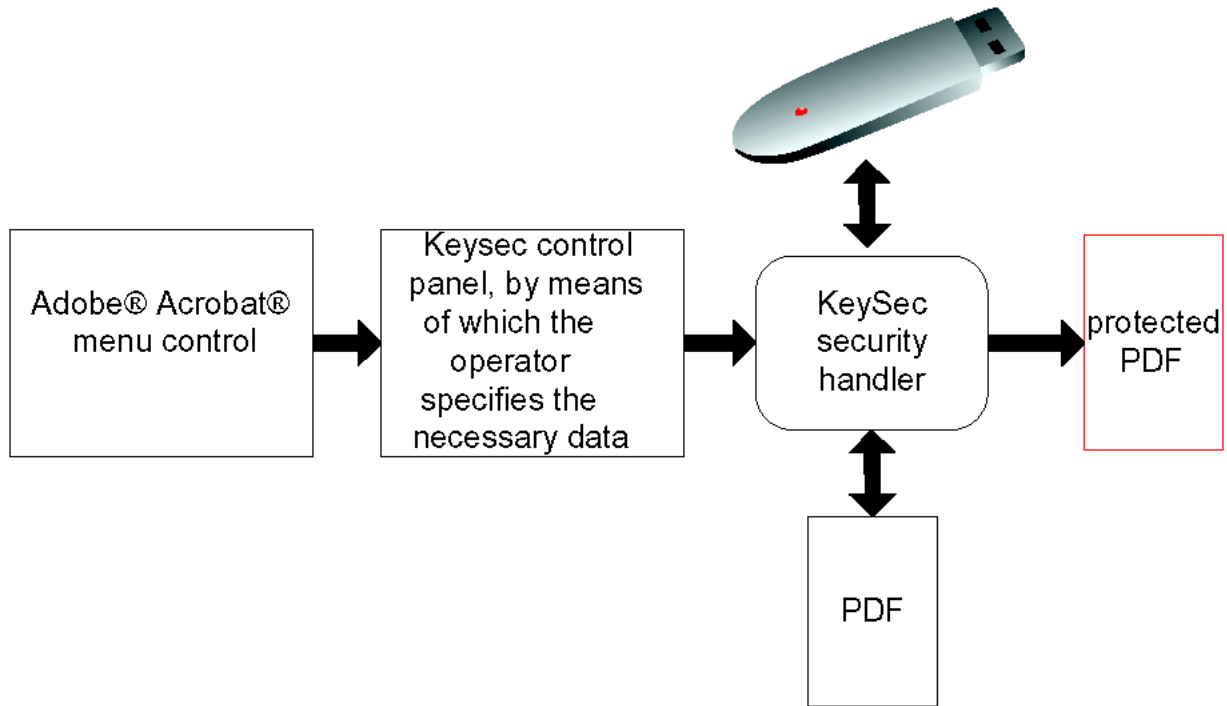 Adobe® Acrobat®
menu control
Keysec control
panel, by means
of which the
operator
specifies the
necessary data
KeySec
security
handler
protected
PDF
PDF